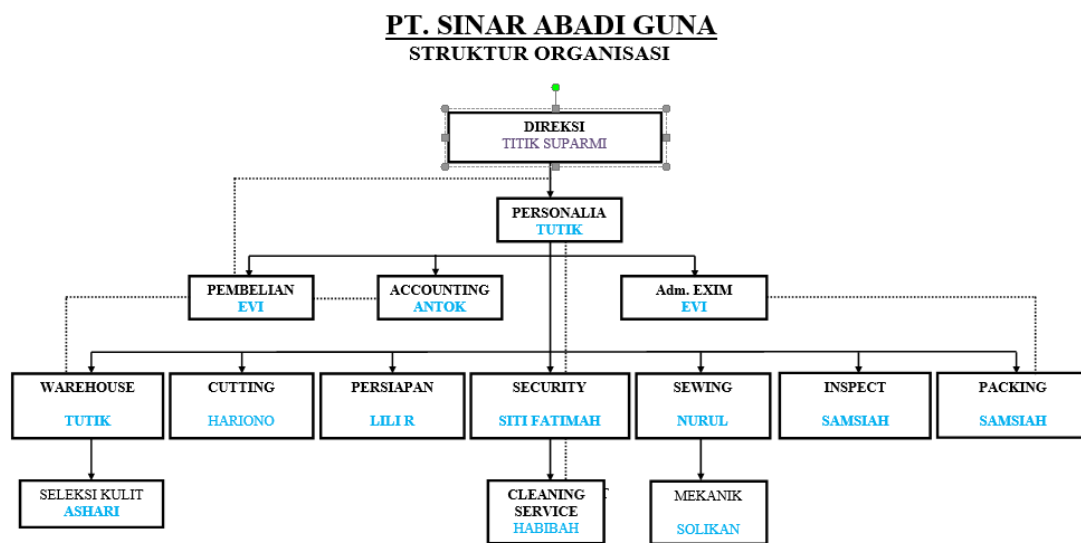 PT. SINAR ABADI GUNA
STRUKTUR ORGANISASI
DIREKSI
TITIK SUPARMI
PERSONALIA
TUTIK
PEMBELIAN
EVI
ACCOUNTING
ANTOK
Adm. EXIM
EVI
WAREHOUSE
TUTIK
CUTTING
HARIONO
PERSIAPAN
LILI R
SECURITY
SITI FATIMAH
SEWING
NURUL
INSPECT
SAMSIAH
PACKING
SAMSIAH
SELEKSI KULIT
ASHARI
CLEANING
SERVICE
HABIBAH
MEKANIK
SOLIKAN